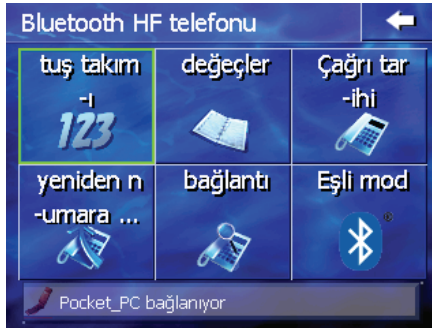 Bluetooth HF telefonu
tuş takım
-ı
123
değeçler
Çağrı tar
-ihi
yeniden n
-umara ...
bağlantı
Eşli mod
Pocket_PC bağlanıyor